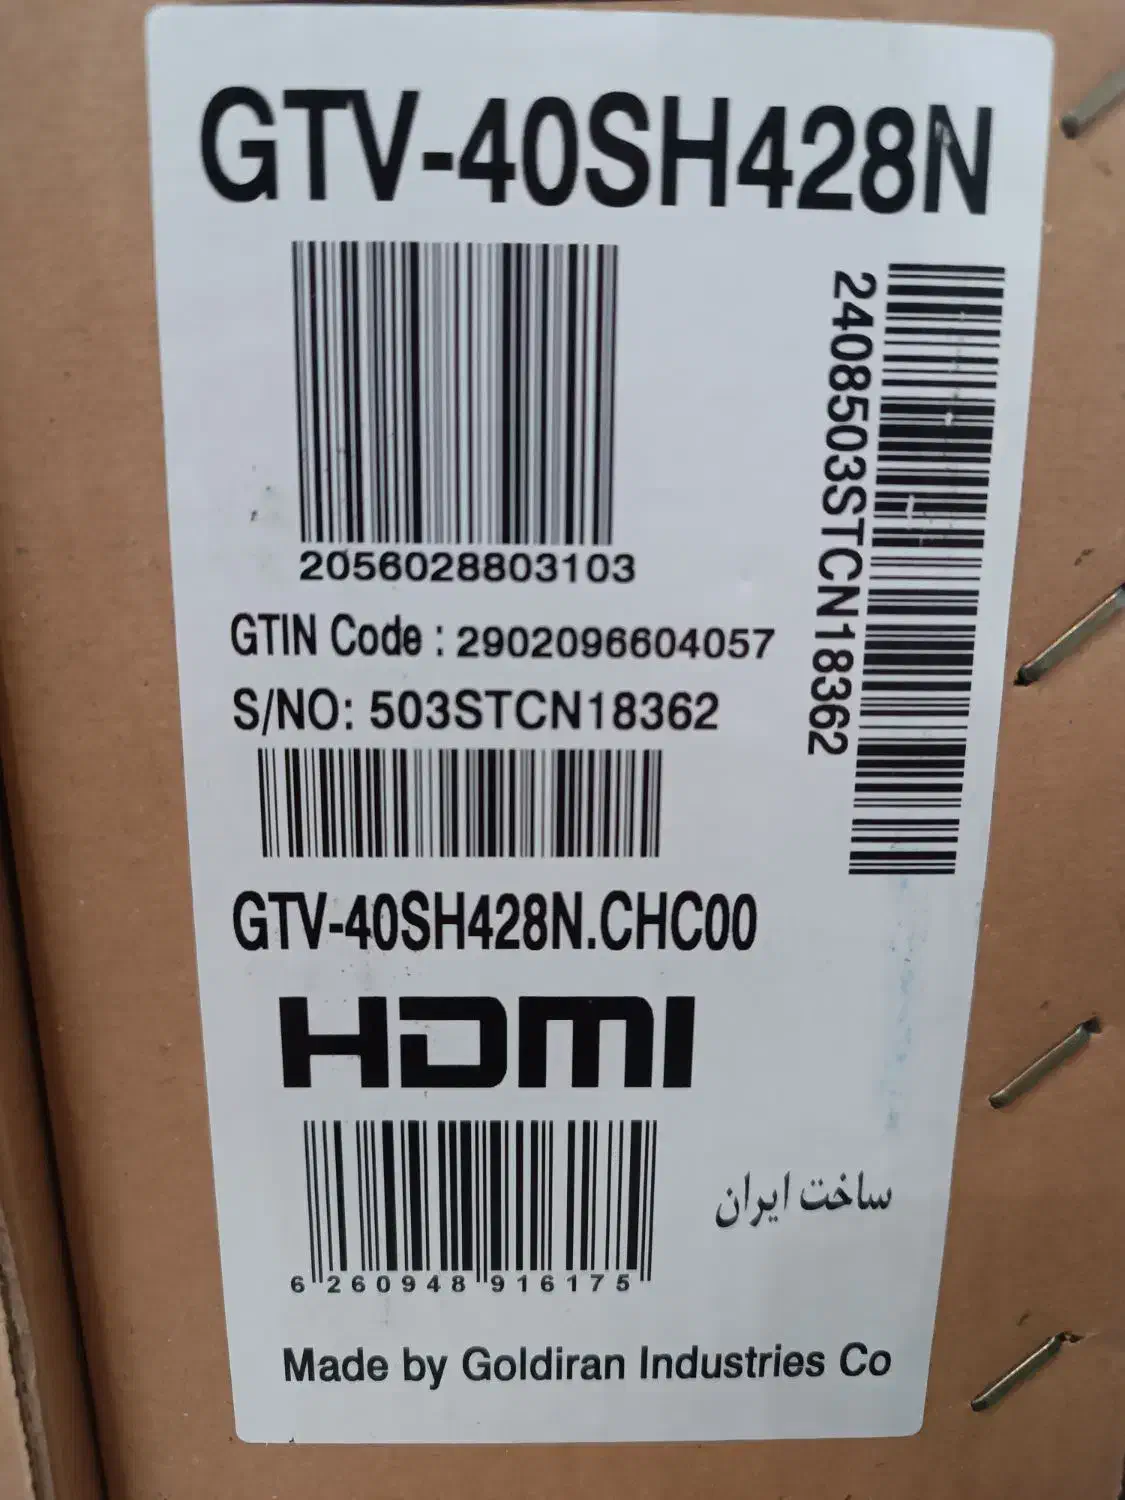 GTV-40SH428N
2056028803103
2408503STCN18362
GTIN Code : 2902096604057
S/NO: 503STCN18362
GTV-40SH428N.CHC00
HDMI
6 260948 916175
ساخت ایران
Made by Goldiran Industries Co